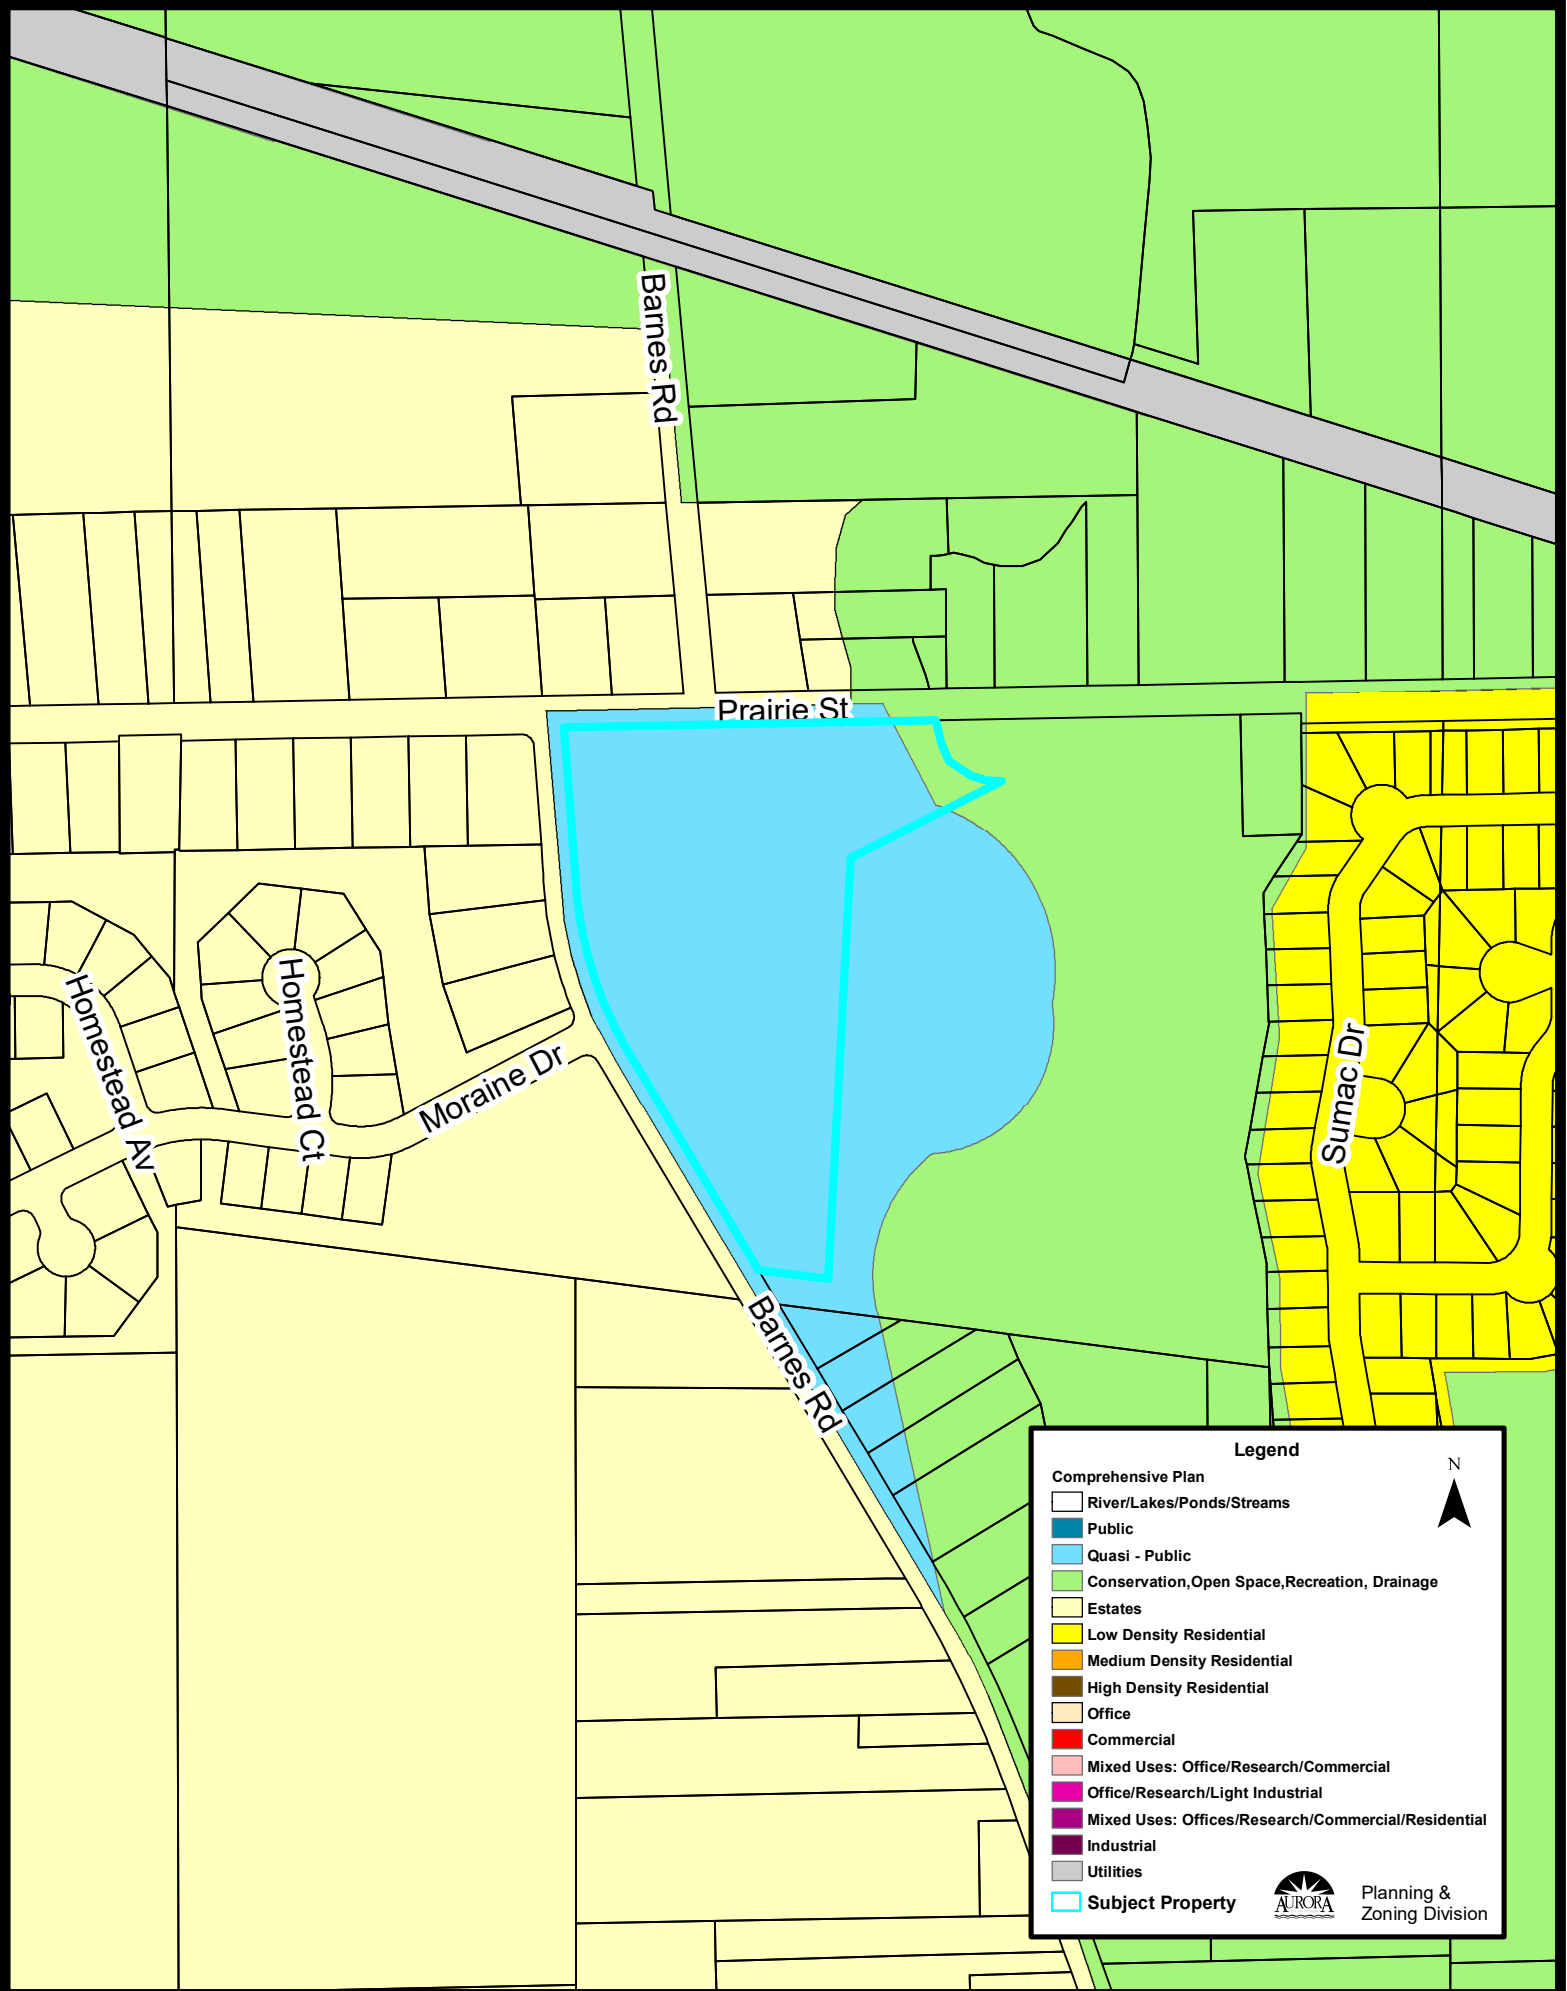 Barnes Rd
Prairie St
Homestead Av
Homestead Ct
Moraine Dr
Sumac Dr
Barnes Rd
Legend
N
Comprehensive Plan
River/Lakes/Ponds/Streams
Public
Quasi - Public
Conservation,Open Space,Recreation, Drainage
Estates
Low Density Residential
Medium Density Residential
High Density Residential
Office
Commercial
Mixed Uses: Office/Research/Commercial
Office/Research/Light Industrial
Mixed Uses: Offices/Research/Commercial/Residential
Industrial
Utilities
Subject Property
AURORA
Planning &
Zoning Division